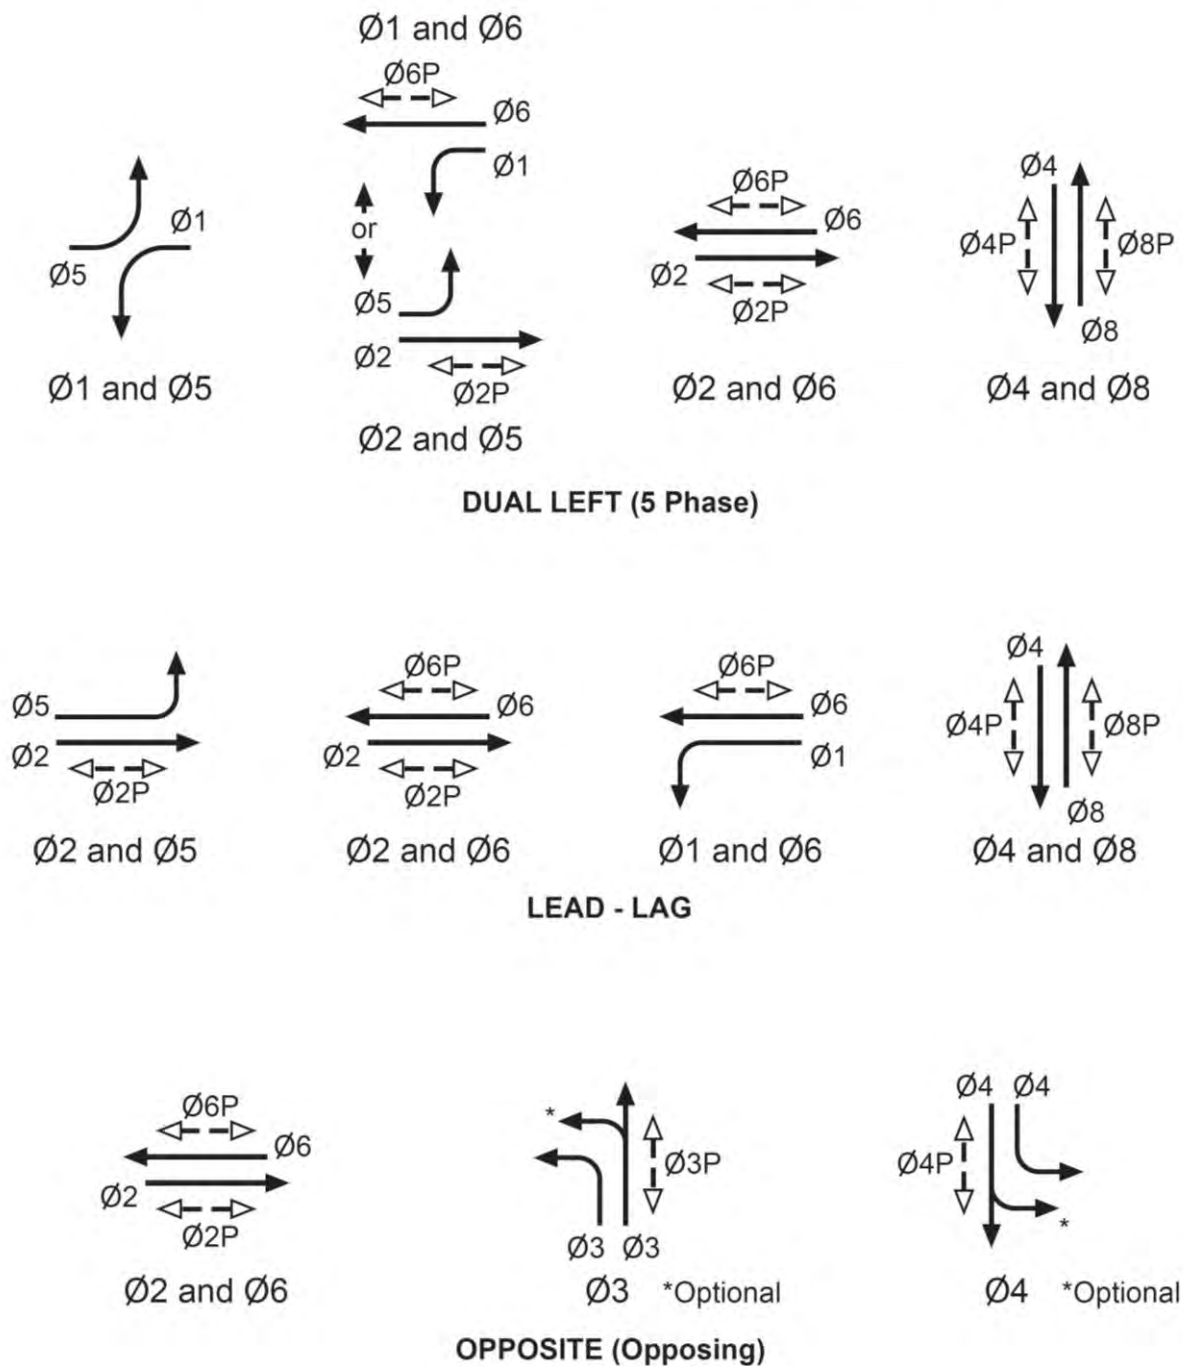 Ø1 and Ø6
Ø6P
Ø6
Ø1
or
Ø5
Ø2
Ø2P
Ø2 and Ø5
Ø1
Ø5
Ø1 and Ø5
Ø6P
Ø6
Ø2
Ø2P
Ø2 and Ø6
Ø4
Ø4P
Ø8P
Ø8
Ø4 and Ø8
DUAL LEFT (5 Phase)
Ø5
Ø2
Ø2P
Ø2 and Ø5
Ø6P
Ø6
Ø2
Ø2P
Ø2 and Ø6
Ø6P
Ø6
Ø1
Ø1 and Ø6
Ø4
Ø4P
Ø8P
Ø8
Ø4 and Ø8
LEAD - LAG
Ø6P
Ø6
Ø2
Ø2P
Ø2 and Ø6
*
Ø3P
Ø3 Ø3
Ø3 *Optional
Ø4 Ø4
Ø4P
*
Ø4 *Optional
OPPOSITE (Opposing)